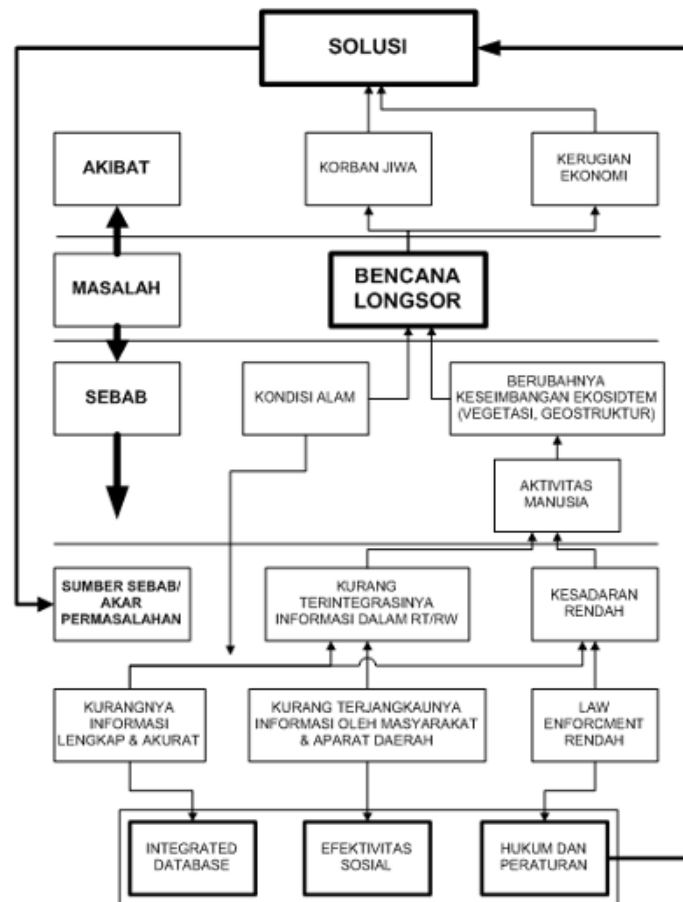 SOLUSI
AKIBAT
KORBAN JIWA
KERUGIAN
EKONOMI
MASALAH
BENCANA
LONGSOR
SEBAB
KONDISI ALAM
BERUBAHNYA
KESEIMBANGAN EKOSIDTEM
(VEGETASI, GEOSTRUKTUR)
AKTIVITAS
MANUSIA
SUMBER SEBAB/
AKAR
PERMASALAHAN
KURANG
TERINTEGRASINYA
INFORMASI DALAM RT/RW
KESADARAN
RENDAH
KURANGNYA
INFORMASI
LENGKAP & AKURAT
KURANG TERJANGKAUNYA
INFORMASI OLEH MASYARAKAT
& APARAT DAERAH
LAW
ENFORCMENT
RENDAH
INTEGRATED
DATABASE
EFEKTIVITAS
SOSIAL
HUKUM DAN
PERATURAN